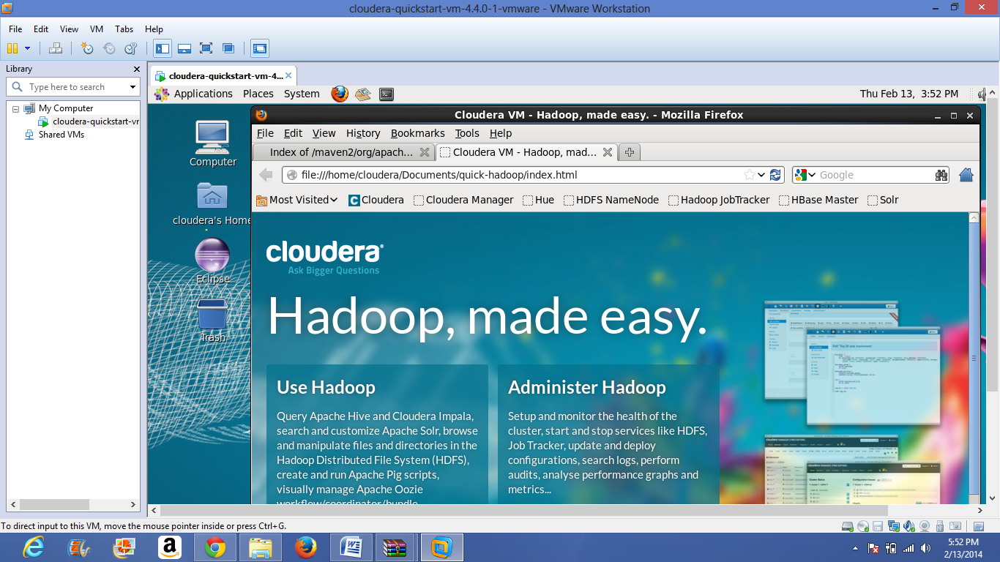 cloudera-quickstart-vm-4.4.0-1-vmware - VMware Workstation
File Edit View VM Tabs Help
Library
Type here to search
My Computer
cloudera-quickstart-vr
Shared VMs
cloudera-quickstart-vm-4...
Applications Places System
Thu Feb 13, 3:52 PM
Computer
cloudera's Home
Eclipse
Trash
Cloudera VM - Hadoop, made easy. - Mozilla Firefox
File Edit View History Bookmarks Tools Help
Index of /maven2/org/apach...
Cloudera VM - Hadoop, mad...
file:///home/cloudera/Documents/quick-hadoop/index.html
Google
Most Visited Cloudera Cloudera Manager Hue HDFS NameNode Hadoop JobTracker HBase Master Solr
cloudera®
Ask Bigger Questions
Hadoop, made easy.
Use Hadoop
Query Apache Hive and Cloudera Impala,
search and customize Apache Solr, browse
and manipulate files and directories in the
Hadoop Distributed File System (HDFS),
create and run Apache Pig scripts,
visually manage Apache Oozie
workflow/coordinator/bundle
Administer Hadoop
Setup and monitor the health of the
cluster, start and stop services like HDFS,
Job Tracker, update and deploy
configurations, search logs, perform
audits, analyse performance graphs and
metrics...
To direct input to this VM, move the mouse pointer inside or press Ctrl+G.
5:52 PM
2/13/2014